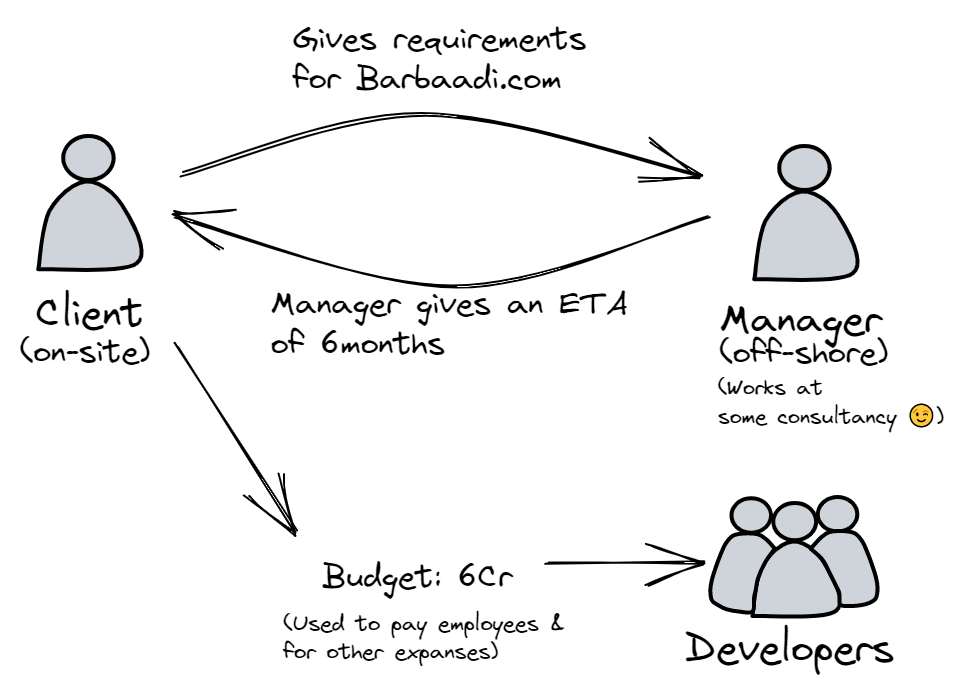 Gives requirements
for Barbaadi.com
Client
(on-site)
Manager gives an ETA
of 6months
Manager
(off-shore)
(Works at
some consultancy 😉)
Budget: 6Cr
(Used to pay employees &
for other expanses)
Developers